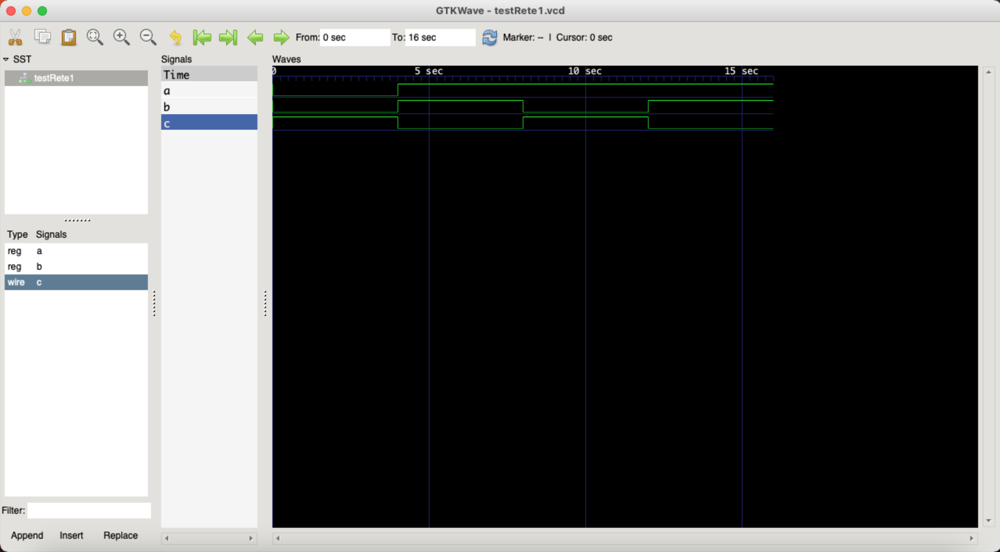 GTKWave - testRete1.vcd
From: 0 sec To: 16 sec Marker: -- | Cursor: 0 sec
SST
testRete1
Type Signals
reg a
reg b
wire c
Filter:
Append Insert Replace
Signals
Time
a
b
c
Waves
0 5 sec 10 sec 15 sec